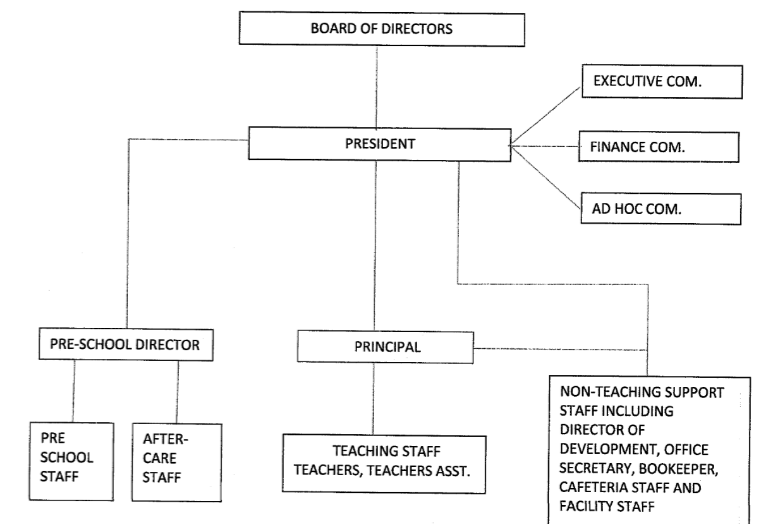 BOARD OF DIRECTORS
EXECUTIVE COM.
PRESIDENT
FINANCE COM.
AD HOC COM.
PRE-SCHOOL DIRECTOR
PRINCIPAL
PRE
SCHOOL
STAFF
AFTER-
CARE
STAFF
TEACHING STAFF
TEACHERS, TEACHERS ASST.
NON-TEACHING SUPPORT
STAFF INCLUDING
DIRECTOR OF
DEVELOPMENT, OFFICE
SECRETARY, BOOKEEPER,
CAFETERIA STAFF AND
FACILITY STAFF